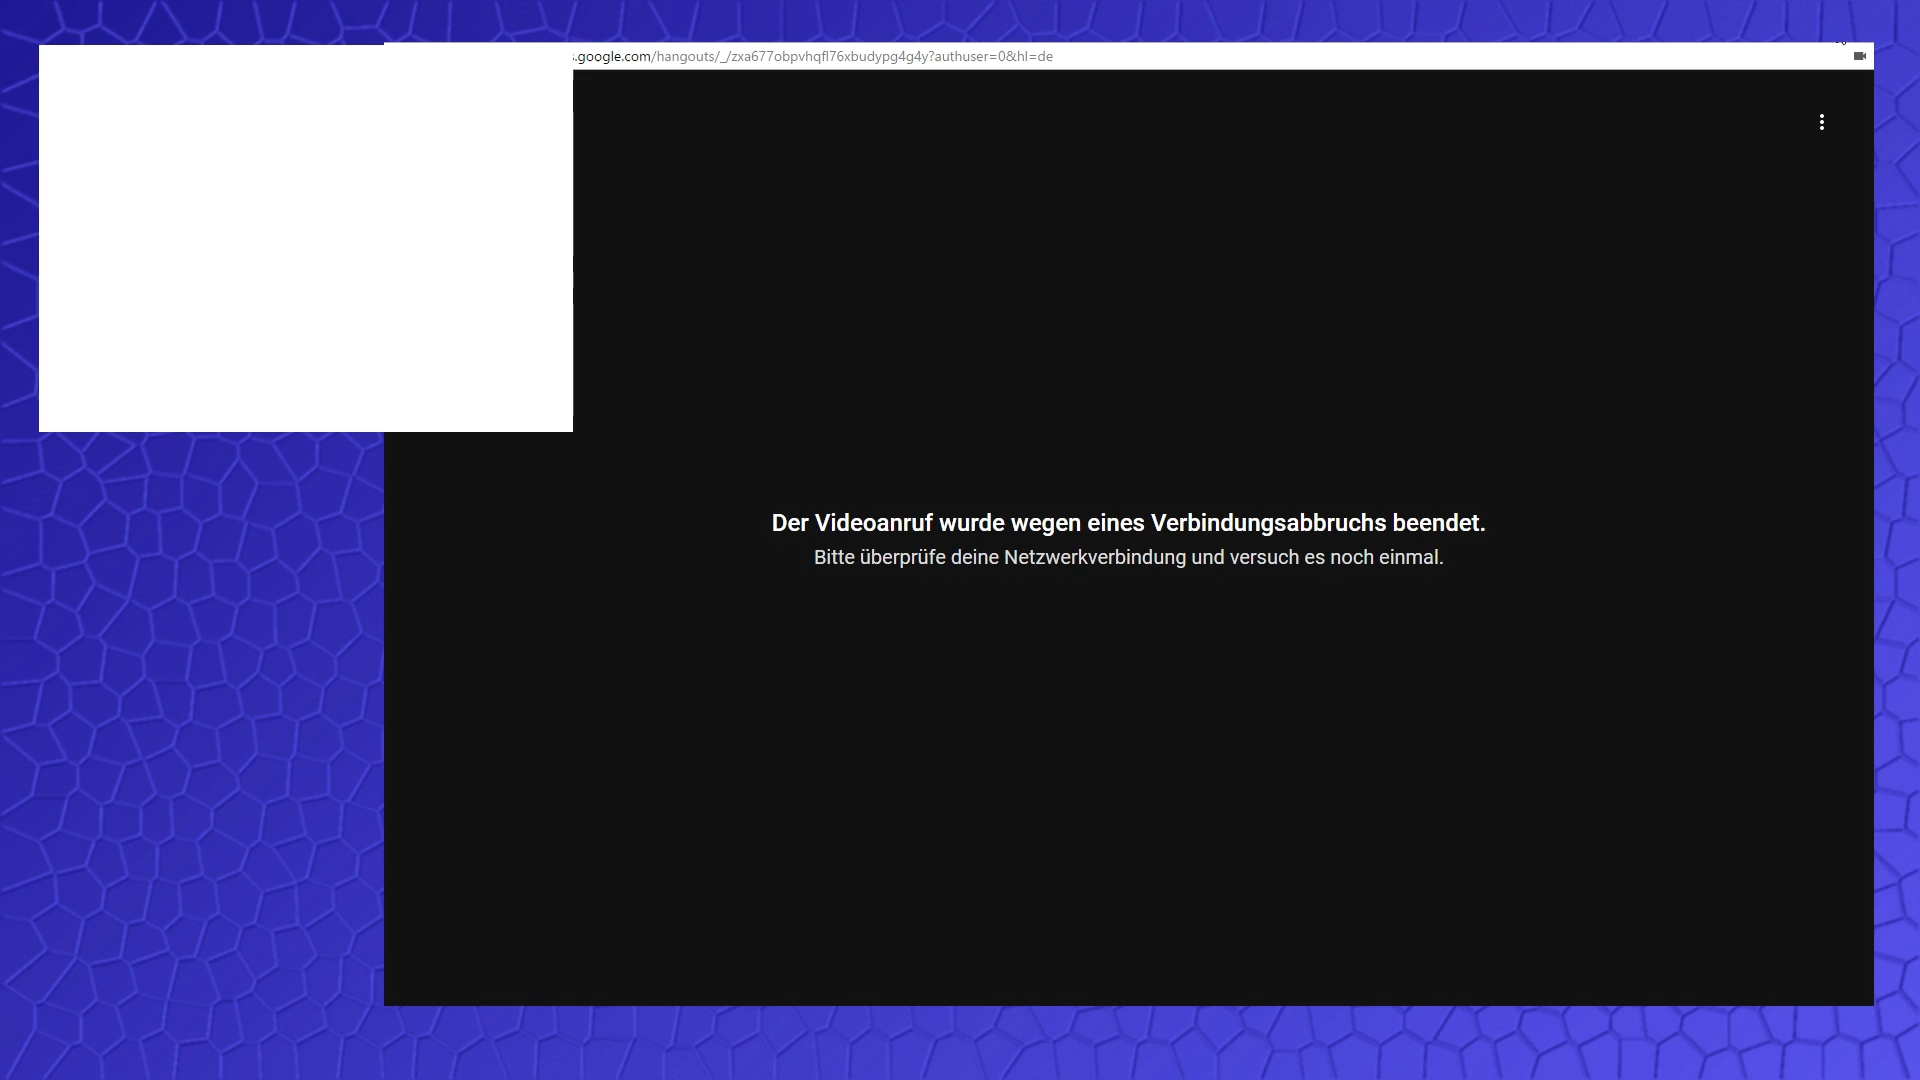 .google.com/hangouts/_/zxa677obpvhqfl76xbudypg4g4y?authuser=0&hl=de
Der Videoanruf wurde wegen eines Verbindungsabbruchs beendet.
Bitte überprüfe deine Netzwerkverbindung und versuch es noch einmal.